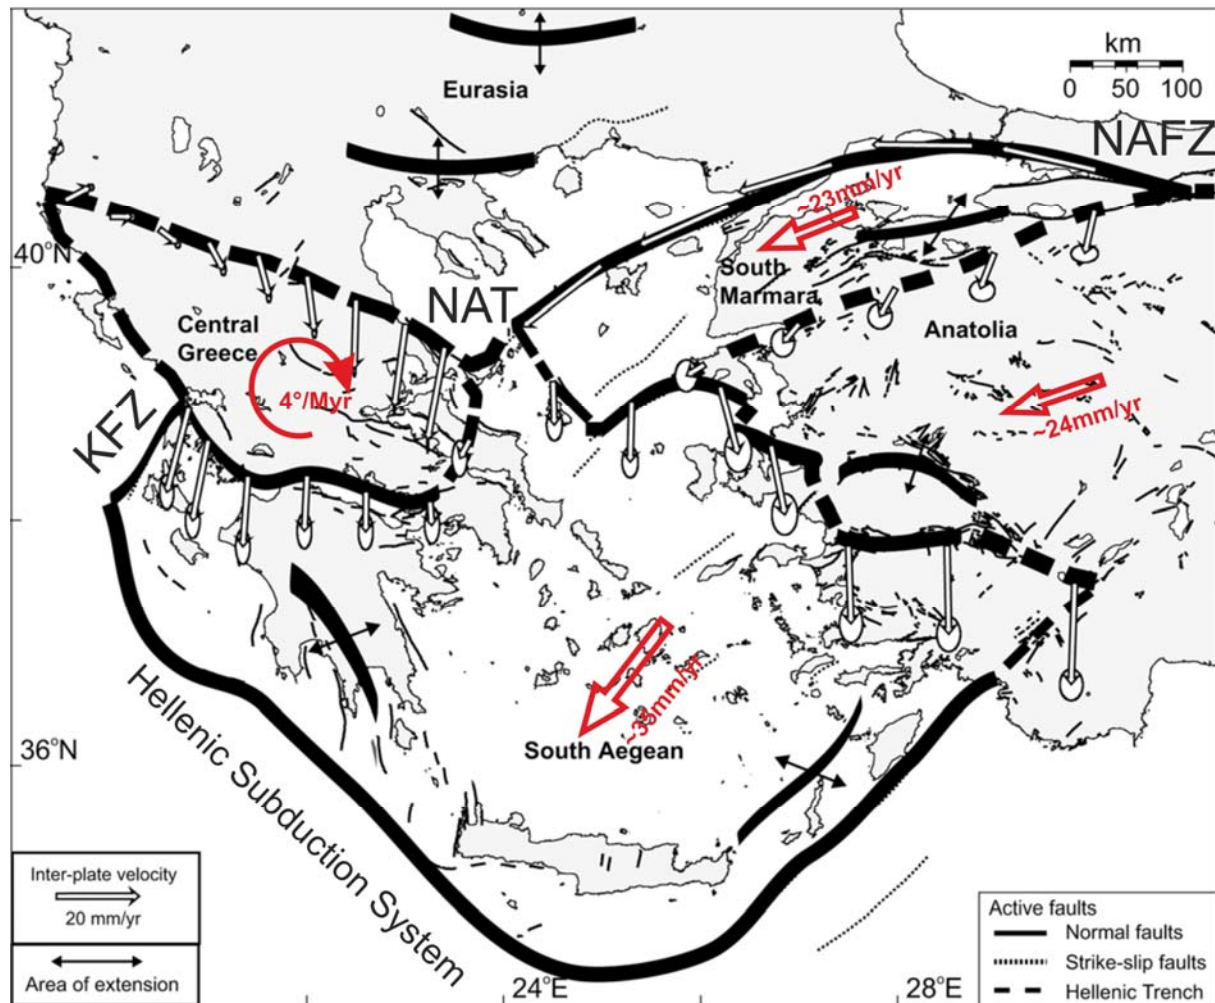 km
0 50 100
Eurasia
NAFZ
~23mm/yr
40°N
South
Marmara
NAT
Central
Greece
Anatolia
4°/Myr
~24mm/yr
KFZ
~35mm/yr
South Aegean
36°N
Hellenic Subduction System
Inter-plate velocity
20 mm/yr
Area of extension
24°E
28°E
Active faults
Normal faults
Strike-slip faults
Hellenic Trench